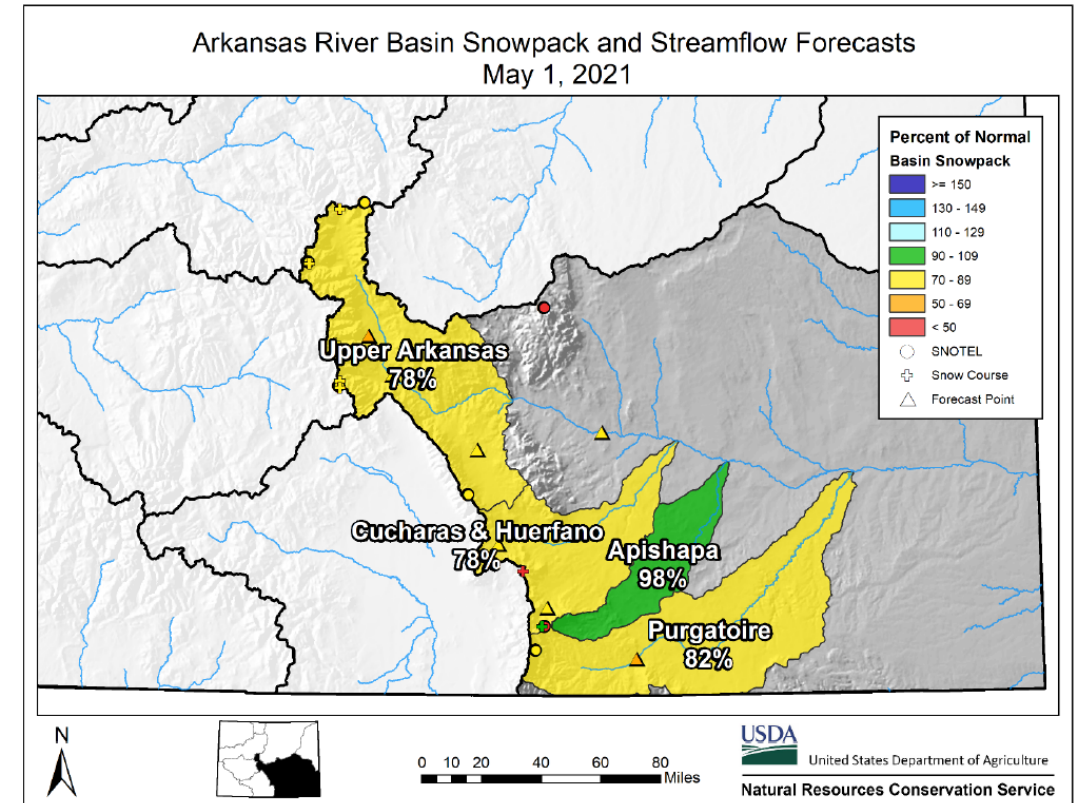 Arkansas River Basin Snowpack and Streamflow Forecasts
May 1, 2021
Percent of Normal
Basin Snowpack
>= 150
130 - 149
110 - 129
90 - 109
70 - 89
50 - 69
< 50
SNOTEL
Snow Course
Forecast Point
Upper Arkansas
78%
Cucharas & Huerfano
78%
Apishapa
98%
Purgatoire
82%
N
0 10 20 40 60 80
Miles
USDA
United States Department of Agriculture
Natural Resources Conservation Service